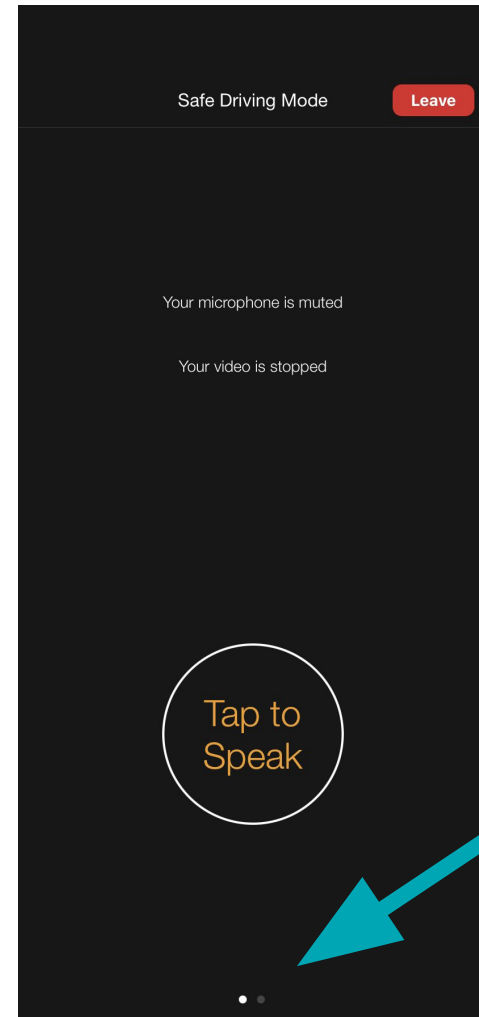 Safe Driving Mode
Leave
Your microphone is muted
Your video is stopped
Tap to
Speak